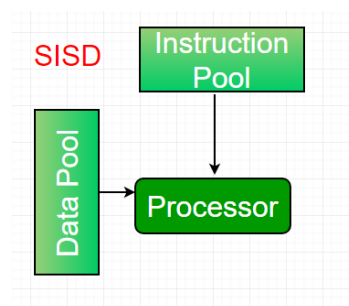 SISD
Instruction
Pool
Data Pool
Processor